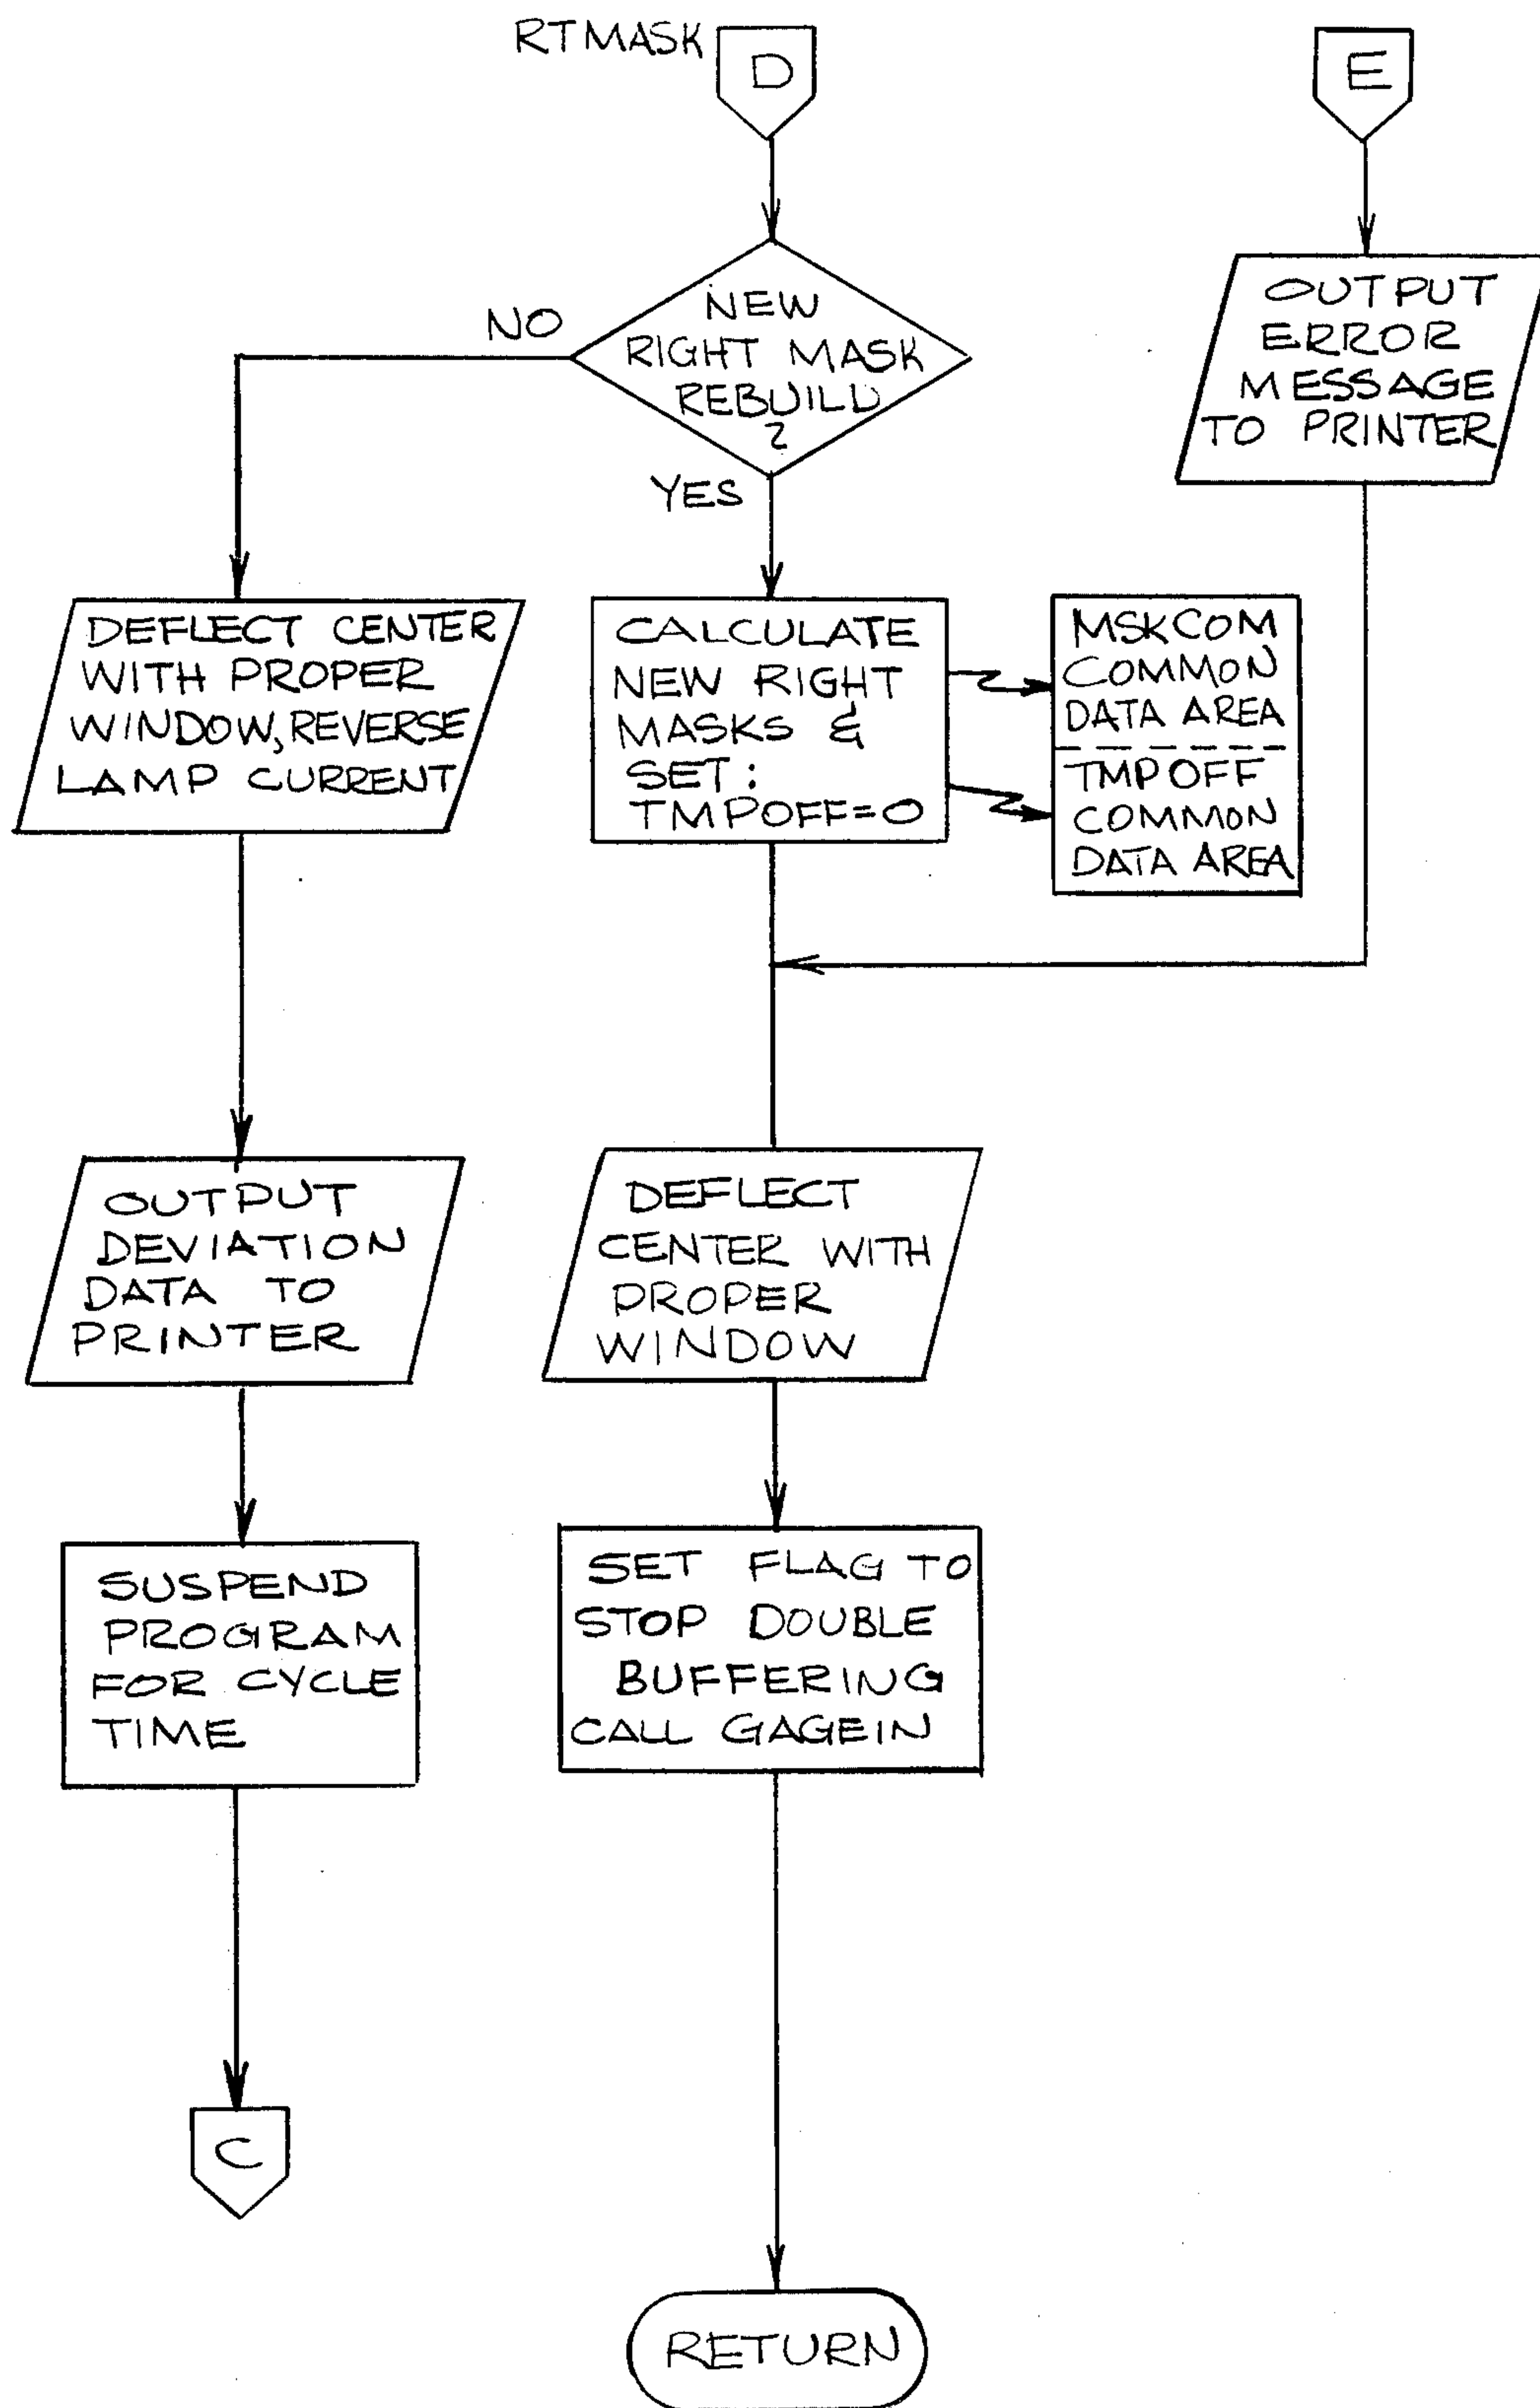 RTMASK
D
E
NO
NEW
RIGHT MASK
REBUILD
?
YES
OUTPUT
ERROR
MESSAGE
TO PRINTER
DEFLECT CENTER
WITH PROPER
WINDOW, REVERSE
LAMP CURRENT
CALCULATE
NEW RIGHT
MASKS &
SET:
TMPOFF=0
MSKCOM
COMMON
DATA AREA
TMPOFF
COMMON
DATA AREA
OUTPUT
DEVIATION
DATA TO
PRINTER
DEFLECT
CENTER WITH
PROPER
WINDOW
SUSPEND
PROGRAM
FOR CYCLE
TIME
SET FLAG TO
STOP DOUBLE
BUFFERING
CALL GAGEIN
C
RETURN